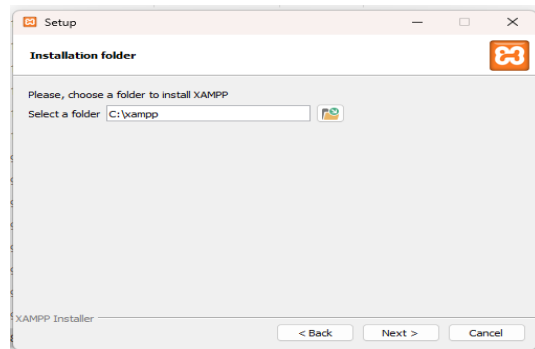 Setup
Installation folder
Please, choose a folder to install XAMPP
Select a folder C:\xampp
XAMPP Installer
< Back Next > Cancel